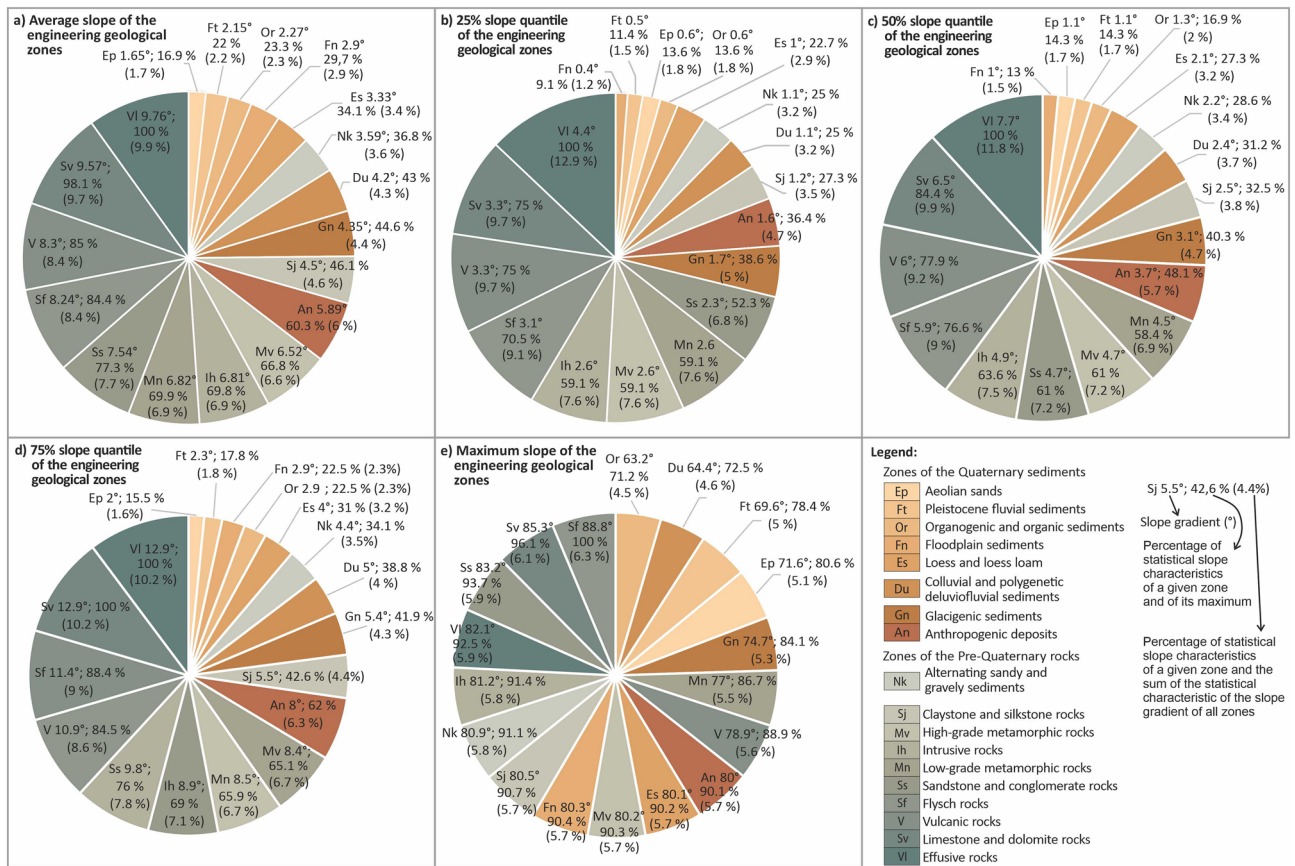 a) Average slope of the
engineering geological
zones
Ep 1.65°; 16.9 %
(1.7 %)
Ft 2.15°
22 %
(2.2 %)
Or 2.27°
23.3 %
(2.3 %)
Fn 2.9°
29,7 %
(2.9 %)
Es 3.33°
34.1 % (3.4 %)
Nk 3.59°; 36.8 %
(3.6 %)
Du 4.2°; 43 %
(4.3 %)
Gn 4.35°; 44.6 %
(4.4 %)
Sj 4.5°; 46.1 %
(4.6 %)
An 5.89°
60.3 % (6 %)
Mv 6.52°
66.8 %
(6.6 %)
Ih 6.81°
69.8 %
(6.9 %)
Mn 6.82°
69.9 %
(6.9 %)
Ss 7.54°
77.3 %
(7.7 %)
Sf 8.24°; 84.4 %
(8.4 %)
V 8.3°; 85 %
(8.4 %)
Sv 9.57°;
98.1 %
(9.7 %)
Vl 9.76°;
100 %
(9.9 %)
b) 25% slope quantile
of the engineering
geological zones
Fn 0.4°
9.1 % (1.2 %)
Ft 0.5°
11.4 %
(1.5 %)
Ep 0.6°;
13.6 %
(1.8 %)
Or 0.6°
13.6 %
(1.8 %)
Es 1°; 22.7 %
(2.9 %)
Nk 1.1°; 25 %
(3.2 %)
Du 1.1°; 25 %
(3.2 %)
Sj 1.2°; 27.3 %
(3.5 %)
An 1.6°; 36.4 %
(4.7 %)
Gn 1.7°; 38.6 %
(5 %)
Ss 2.3°; 52.3 %
(6.8 %)
Mn 2.6
59.1 %
(7.6 %)
Mv 2.6°
59.1 %
(7.6 %)
Ih 2.6°
59.1 %
(7.6 %)
Sf 3.1°
70.5 %
(9.1 %)
V 3.3°; 75 %
(9.7 %)
Sv 3.3°; 75 %
(9.7 %)
Vl 4.4°
100 %
(12.9 %)
c) 50% slope quantile
of the engineering
geological zones
Fn 1°; 13 %
(1.5 %)
Ep 1.1°
14.3 %
(1.7 %)
Ft 1.1°
14.3 %
(1.7 %)
Or 1.3°; 16.9 %
(2 %)
Es 2.1°; 27.3 %
(3.2 %)
Nk 2.2°; 28.6 %
(3.4 %)
Du 2.4°; 31.2 %
(3.7 %)
Sj 2.5°; 32.5 %
(3.8 %)
Gn 3.1°; 40.3 %
(4.7 %)
An 3.7°; 48.1 %
(5.7 %)
Mn 4.5°
58.4 %
(6.9 %)
Mv 4.7°
61 %
(7.2 %)
Ss 4.7°;
61 %
(7.2 %)
Ih 4.9°
63.6 %
(7.5 %)
Sf 5.9°; 76.6 %
(9 %)
V 6°; 77.9 %
(9.2 %)
Sv 6.5°
84.4 %
(9.9 %)
Vl 7.7°
100 %
(11.8 %)
d) 75% slope quantile
of the engineering
geological zones
Ep 2°; 15.5 %
(1.6%)
Ft 2.3°; 17.8 %
(1.8 %)
Fn 2.9°; 22.5 % (2.3%)
Or 2.9 ; 22.5 % (2.3%)
Es 4°; 31 % (3.2 %)
Nk 4.4°; 34.1 %
(3.5%)
Du 5°; 38.8 %
(4 %)
Gn 5.4°; 41.9 %
(4.3 %)
Sj 5.5°; 42.6 % (4.4%)
An 8°; 62 %
(6.3 %)
Mv 8.4°;
65.1 %
(6.7 %)
Mn 8.5°;
65.9 %
(6.7 %)
Ih 8.9°;
69 %
(7.1 %)
Ss 9.8°;
76 %
(7.8 %)
V 10.9°; 84.5 %
(8.6 %)
Sf 11.4°; 88.4 %
(9 %)
Sv 12.9°; 100 %
(10.2 %)
Vl 12.9°;
100 %
(10.2 %)
e) Maximum slope of the
engineering geological
zones
Or 63.2°
71.2 %
(4.5 %)
Du 64.4°; 72.5 %
(4.6 %)
Ft 69.6°; 78.4 %
(5 %)
Ep 71.6°; 80.6 %
(5.1 %)
Gn 74.7°; 84.1 %
(5.3 %)
Mn 77°; 86.7 %
(5.5 %)
V 78.9°; 88.9 %
(5.6 %)
An 80°
90.1 %
(5.7 %)
Es 80.1°
90.2 %
(5.7 %)
Mv 80.2°
90.3 %
(5.7 %)
Fn 80.3°
90.4 %
(5.7 %)
Sj 80.5°
90.7 %
(5.7 %)
Nk 80.9°; 91.1 %
(5.8 %)
Ih 81.2°; 91.4 %
(5.8 %)
Vl 82.1°
92.5 %
(5.9 %)
Ss 83.2°
93.7 %
(5.9 %)
Sv 85.3°
96.1 %
(6.1 %)
Sf 88.8°
100 %
(6.3 %)
Legend:
Zones of the Quaternary sediments
Ep Aeolian sands
Ft Pleistocene fluvial sediments
Or Organogenic and organic sediments
Fn Floodplain sediments
Es Loess and loess loam
Du Colluvial and polygenetic
deluviofluvial sediments
Gn Glacigenic sediments
An Anthropogenic deposits
Zones of the Pre-Quaternary rocks
Nk Alternating sandy and
gravely sediments
Sj Claystone and silkstone rocks
Mv High-grade metamorphic rocks
Ih Intrusive rocks
Mn Low-grade metamorphic rocks
Ss Sandstone and conglomerate rocks
Sf Flysch rocks
V Vulcanic rocks
Sv Limestone and dolomite rocks
Vl Effusive rocks
Sj 5.5°; 42,6 % (4.4%)
Slope gradient (°)
Percentage of
statistical slope
characteristics
of a given zone
and of its maximum
Percentage of statistical
slope characteristics
of a given zone and the
sum of the statistical
characteristic of the slope
gradient of all zones